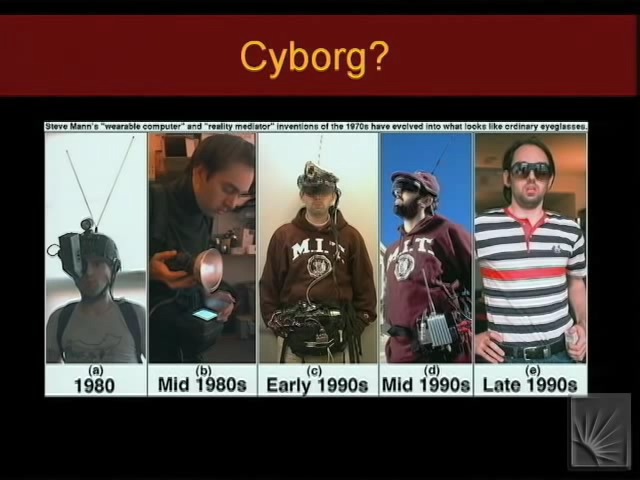 Cyborg?
Steve Mann's "wearable computer" and "reality mediator" inventions of the 1970s have evolved into what looks like ordinary eyeglasses.
M.I.T.
M.I.T.
(a)
1980
(b)
Mid 1980s
(c)
Early 1990s
(d)
Mid 1990s
(e)
Late 1990s